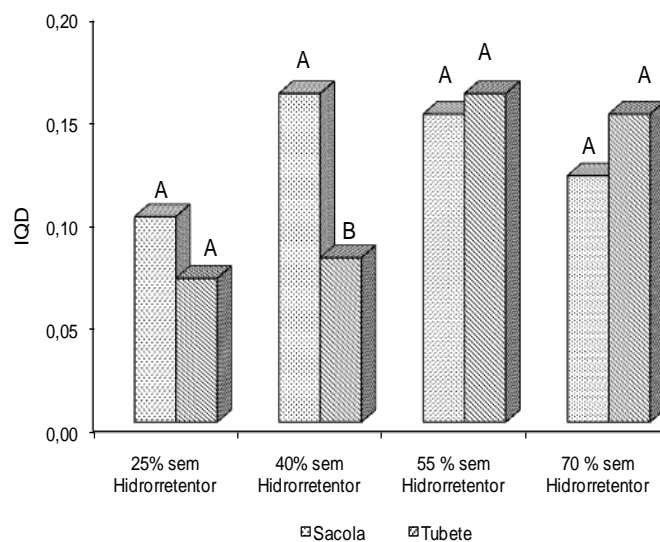 0,20
0,15
0,10
0,05
0,00
IQD
A
A
A
B
A
A
A
A
25% sem
Hidrorretentor
40% sem
Hidrorretentor
55 % sem
Hidrorretentor
70 % sem
Hidrorretentor
Sacola
Tubete